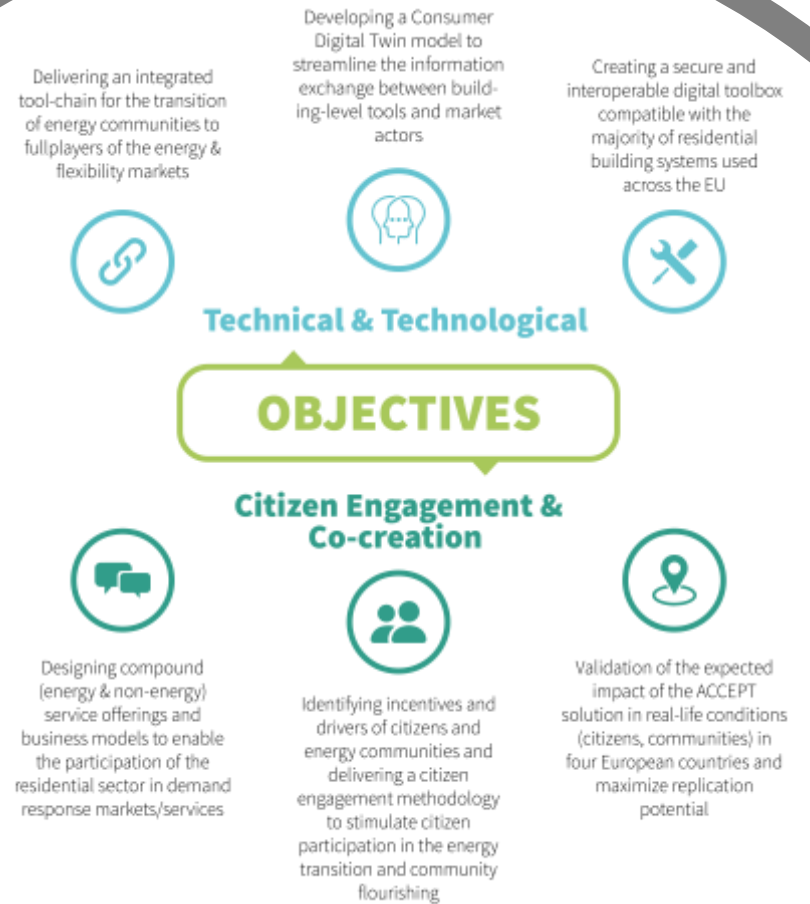 Delivering an integrated
tool-chain for the transition
of energy communities to
fullplayers of the energy &
flexibility markets
Developing a Consumer
Digital Twin model to
streamline the information
exchange between build-
ing-level tools and market
actors
Creating a secure and
interoperable digital toolbox
compatible with the
majority of residential
building systems used
across the EU
Technical & Technological
OBJECTIVES
Citizen Engagement &
Co-creation
Designing compound
(energy & non-energy)
service offerings and
business models to enable
the participation of the
residential sector in demand
response markets/services
Identifying incentives and
drivers of citizens and
energy communities and
delivering a citizen
engagement methodology
to stimulate citizen
participation in the energy
transition and community
flourishing
Validation of the expected
impact of the ACCEPT
solution in real-life conditions
(citizens, communities) in
four European countries and
maximize replication
potential